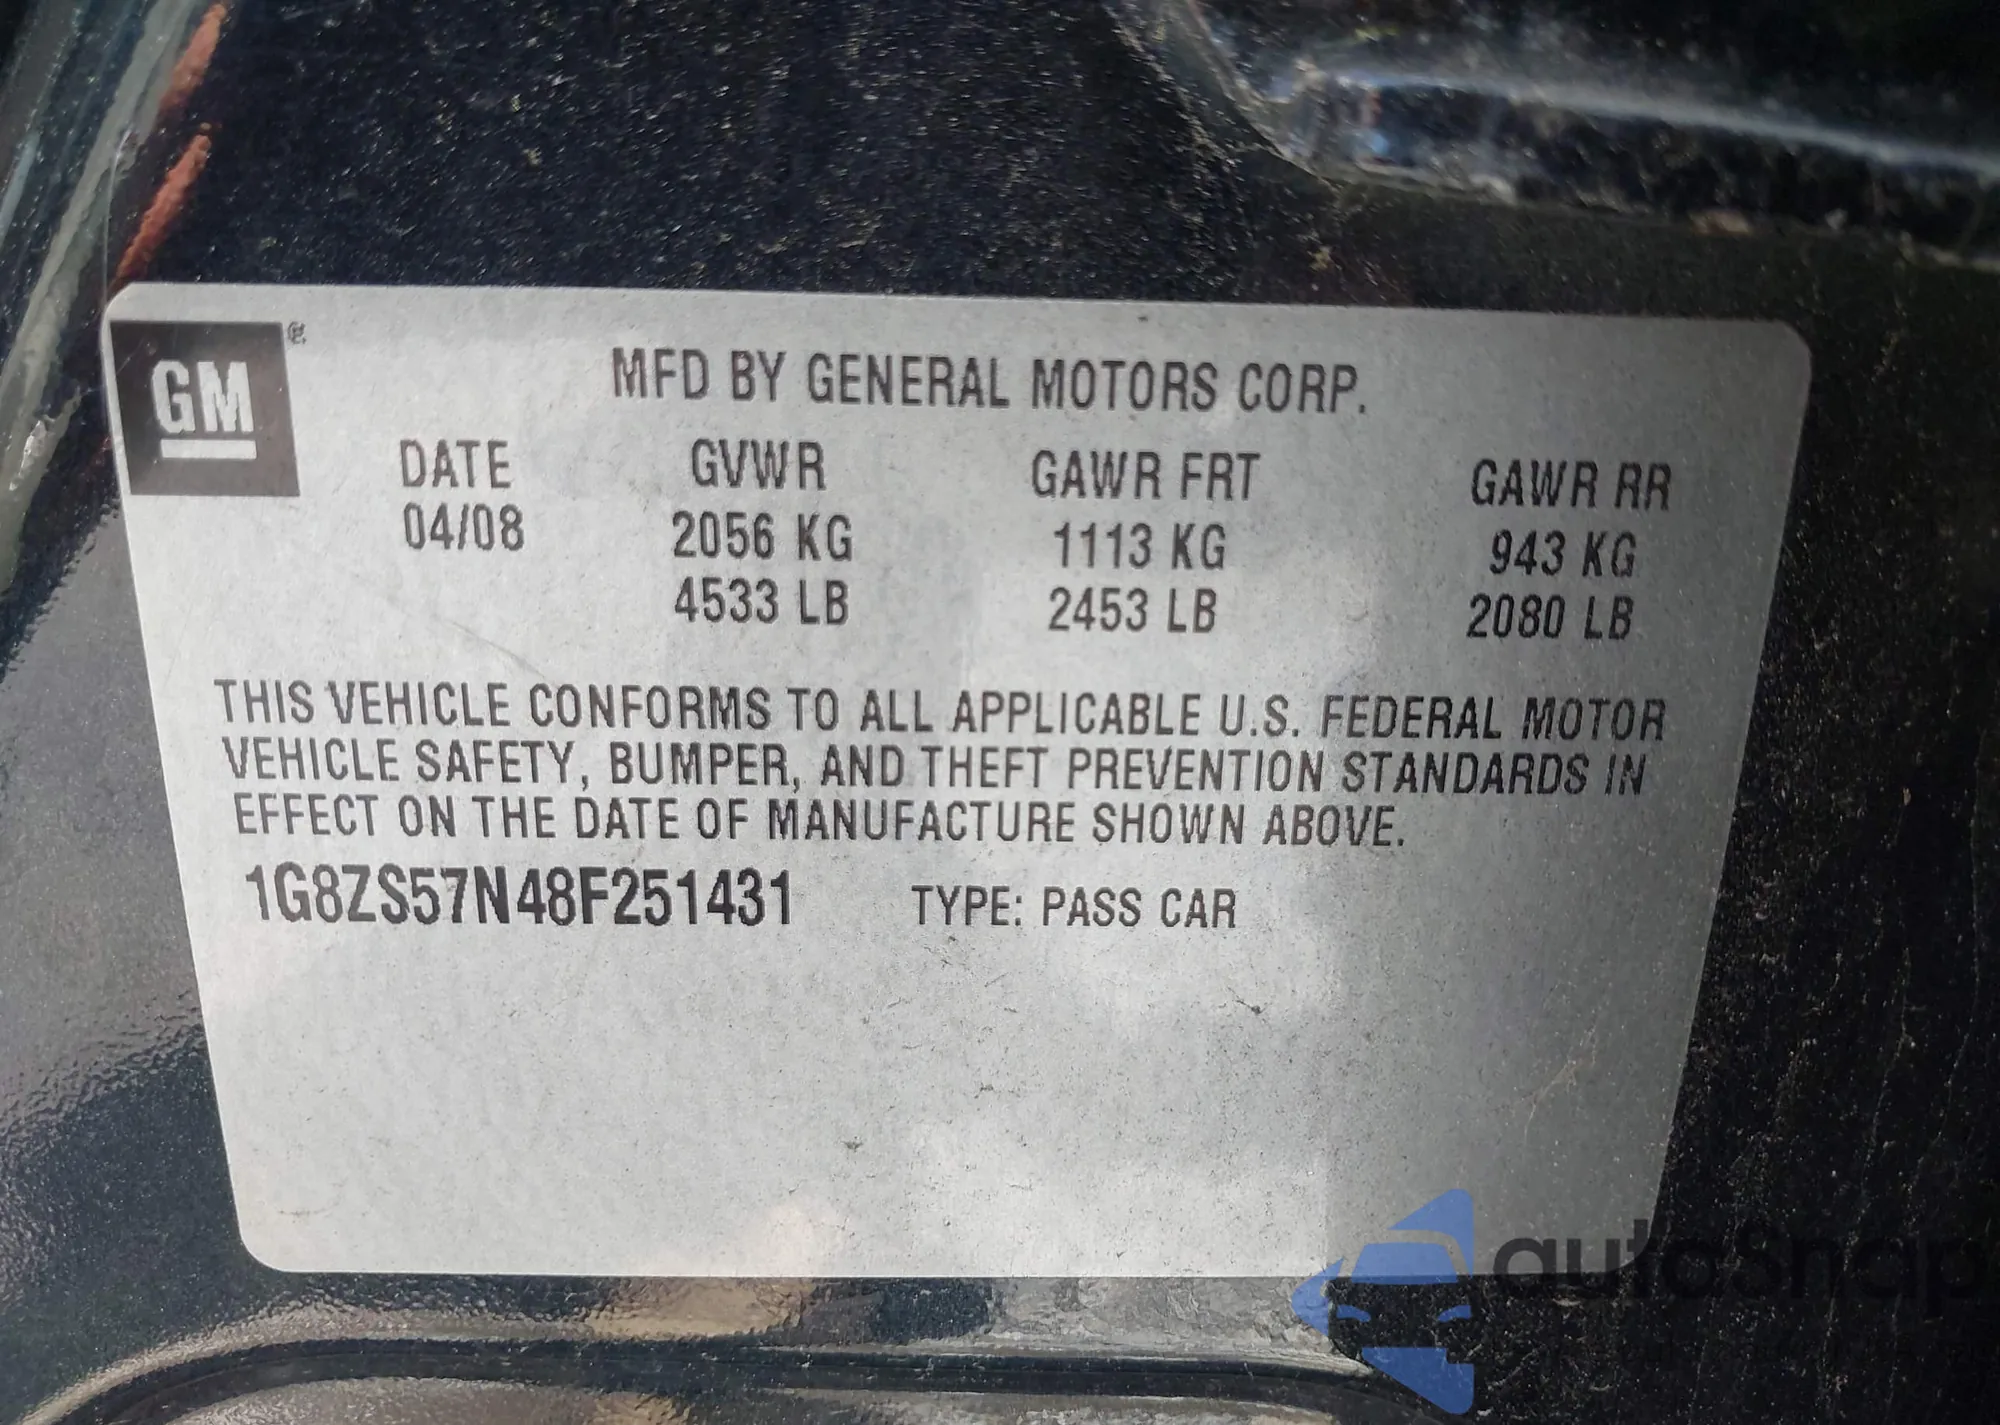 GM
MFD BY GENERAL MOTORS CORP.
DATE GVWR GAWR FRT GAWR RR
04/08 2056 KG 1113 KG 943 KG
4533 LB 2453 LB 2080 LB
THIS VEHICLE CONFORMS TO ALL APPLICABLE U.S. FEDERAL MOTOR
VEHICLE SAFETY, BUMPER, AND THEFT PREVENTION STANDARDS IN
EFFECT ON THE DATE OF MANUFACTURE SHOWN ABOVE.
1G8ZS57N48F251431 TYPE: PASS CAR
autosnap